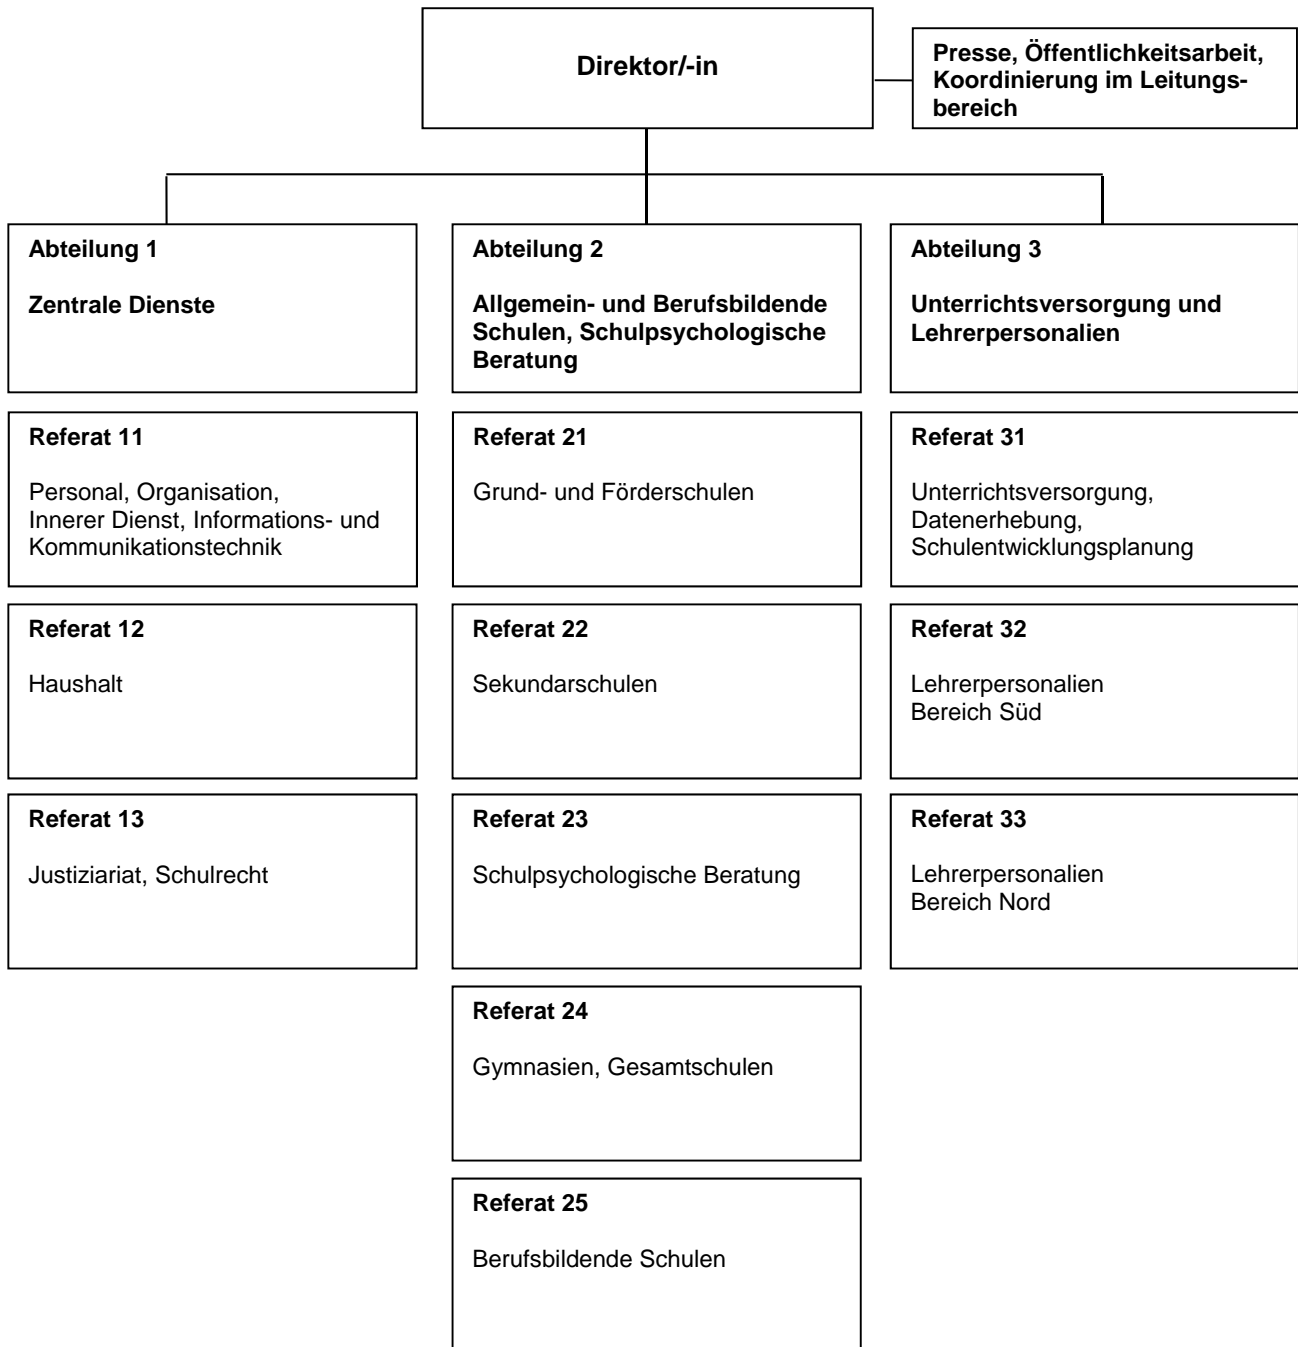 Direktor/-in
Presse, Öffentlichkeitsarbeit,
Koordinierung im Leitungs-
bereich
Abteilung 1
Zentrale Dienste
Abteilung 2
Allgemein- und Berufsbildende
Schulen, Schulpsychologische
Beratung
Abteilung 3
Unterrichtsversorgung und
Lehrerpersonalien
Referat 11
Personal, Organisation,
Innerer Dienst, Informations- und
Kommunikationstechnik
Referat 21
Grund- und Förderschulen
Referat 31
Unterrichtsversorgung,
Datenerhebung,
Schulentwicklungsplanung
Referat 12
Haushalt
Referat 22
Sekundarschulen
Referat 32
Lehrerpersonalien
Bereich Süd
Referat 13
Justiziariat, Schulrecht
Referat 23
Schulpsychologische Beratung
Referat 33
Lehrerpersonalien
Bereich Nord
Referat 24
Gymnasien, Gesamtschulen
Referat 25
Berufsbildende Schulen